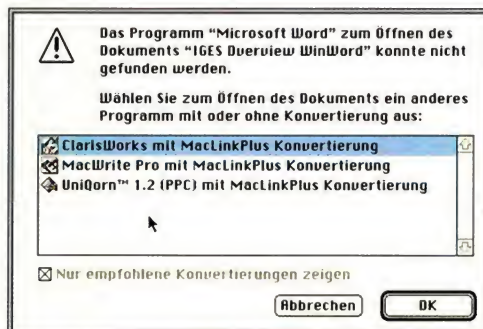 Das Programm “Microsoft Word” zum Öffnen des
Dokuments “IGES Overview WinWord” konnte nicht
gefunden werden.
Wählen Sie zum Öffnen des Dokuments ein anderes
Programm mit oder ohne Konvertierung aus:
ClarisWorks mit MacLinkPlus Konvertierung
MacWrite Pro mit MacLinkPlus Konvertierung
UniQorn™ 1.2 (PPC) mit MacLinkPlus Konvertierung
Nur empfohlene Konvertierungen zeigen
Abbrechen
OK